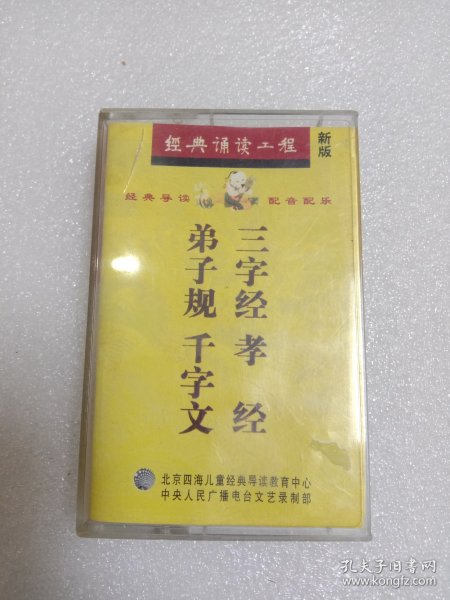 經典诵读工程
新版
经典导读 配音配乐
三字经 孝经
弟子规 千字文
北京四海儿童经典导读教育中心
中央人民广播电台文艺录制部
孔夫子旧书网
www.kongfz.com